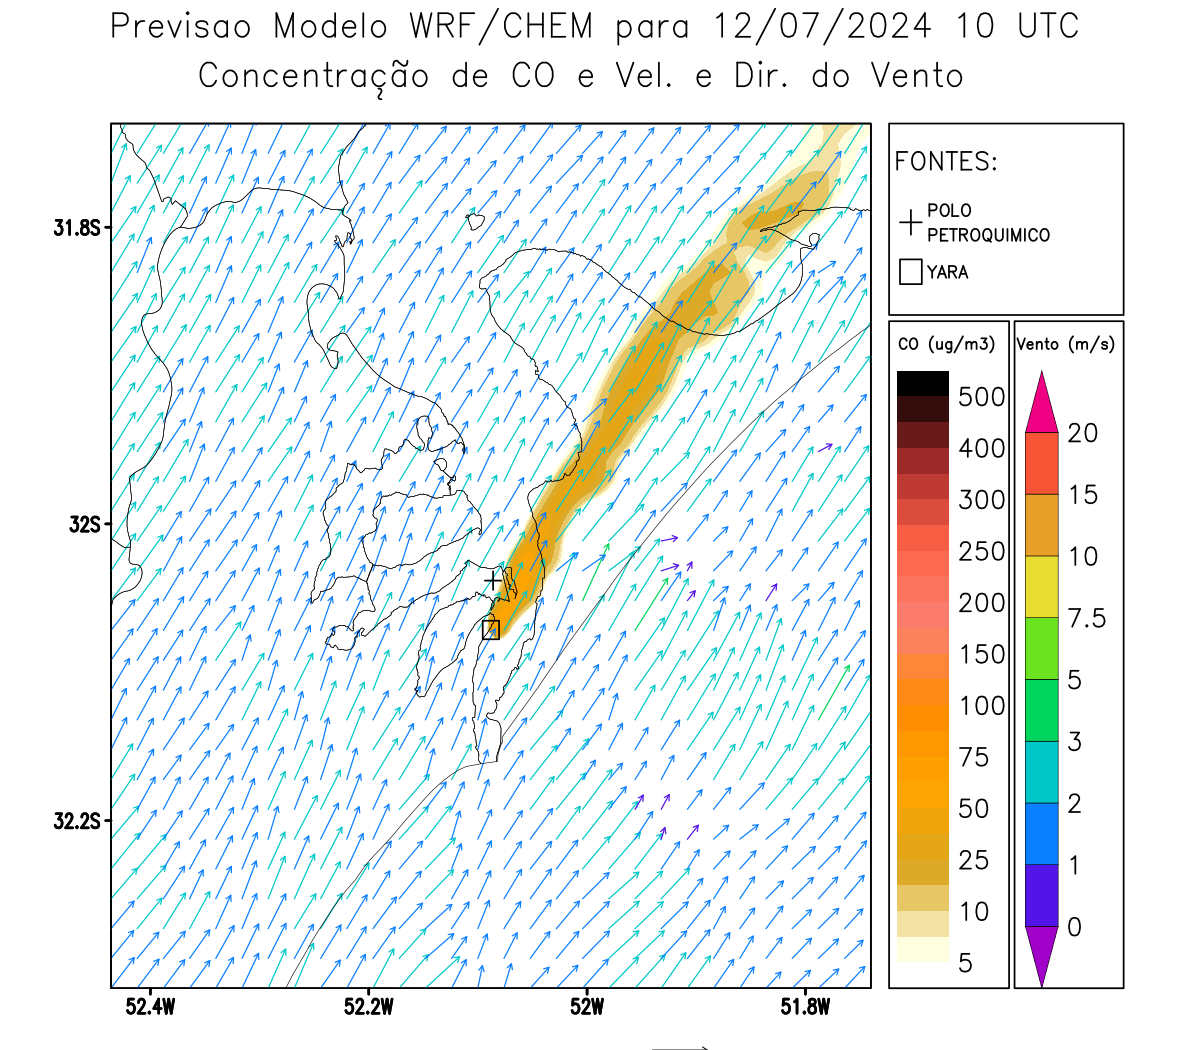 Previsao Modelo WRF/CHEM para 12/07/2024 10 UTC
Concentração de CO e Vel. e Dir. do Vento
FONTES:
POLO
PETROQUIMICO
YARA
31.8S
32S
32.2S
52.4W
52.2W
52W
51.8W
CO (ug/m3)
500
400
300
250
200
150
100
75
50
25
10
5
Vento (m/s)
20
15
10
7.5
5
3
2
1
0